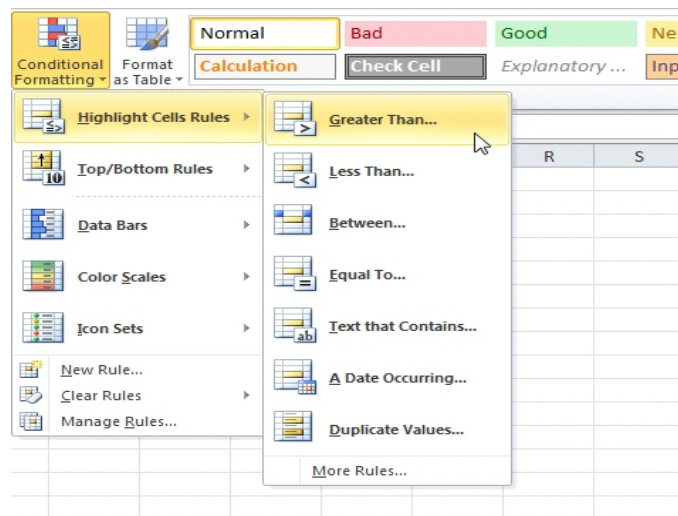 Normal Bad Good Ne
Conditional Formatting Format as Table
Calculation Check Cell Explanatory ... Inp
Highlight Cells Rules
Top/Bottom Rules
Data Bars
Color Scales
Icon Sets
New Rule...
Clear Rules
Manage Rules...
Greater Than...
Less Than...
Between...
Equal To...
Text that Contains...
A Date Occurring...
Duplicate Values...
More Rules...
R S